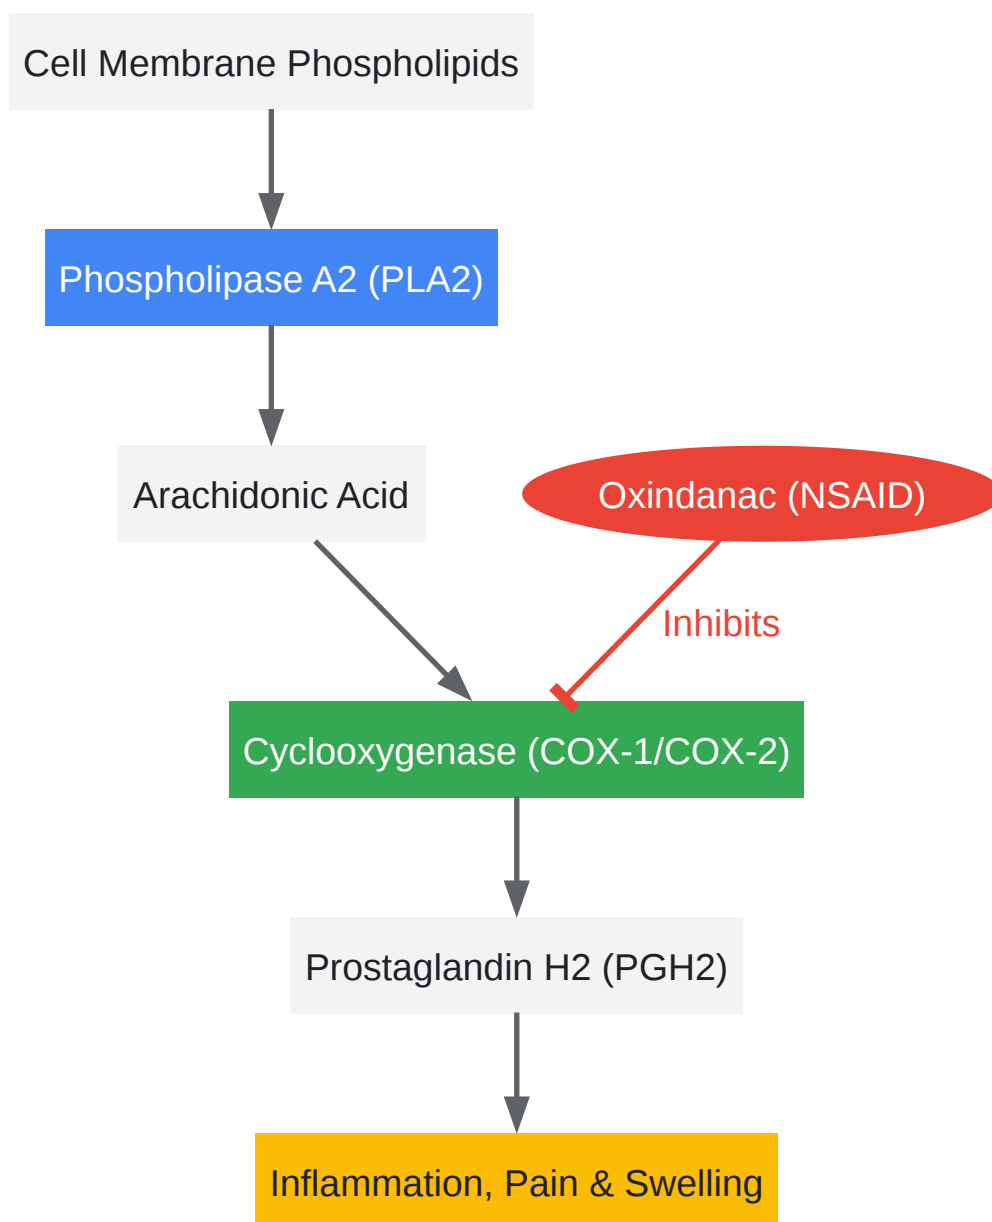 Cell Membrane Phospholipids
Phospholipase A2 (PLA2)
Arachidonic Acid
Oxindanac (NSAID)
Inhibits
Cyclooxygenase (COX-1/COX-2)
Prostaglandin H2 (PGH2)
Inflammation, Pain & Swelling